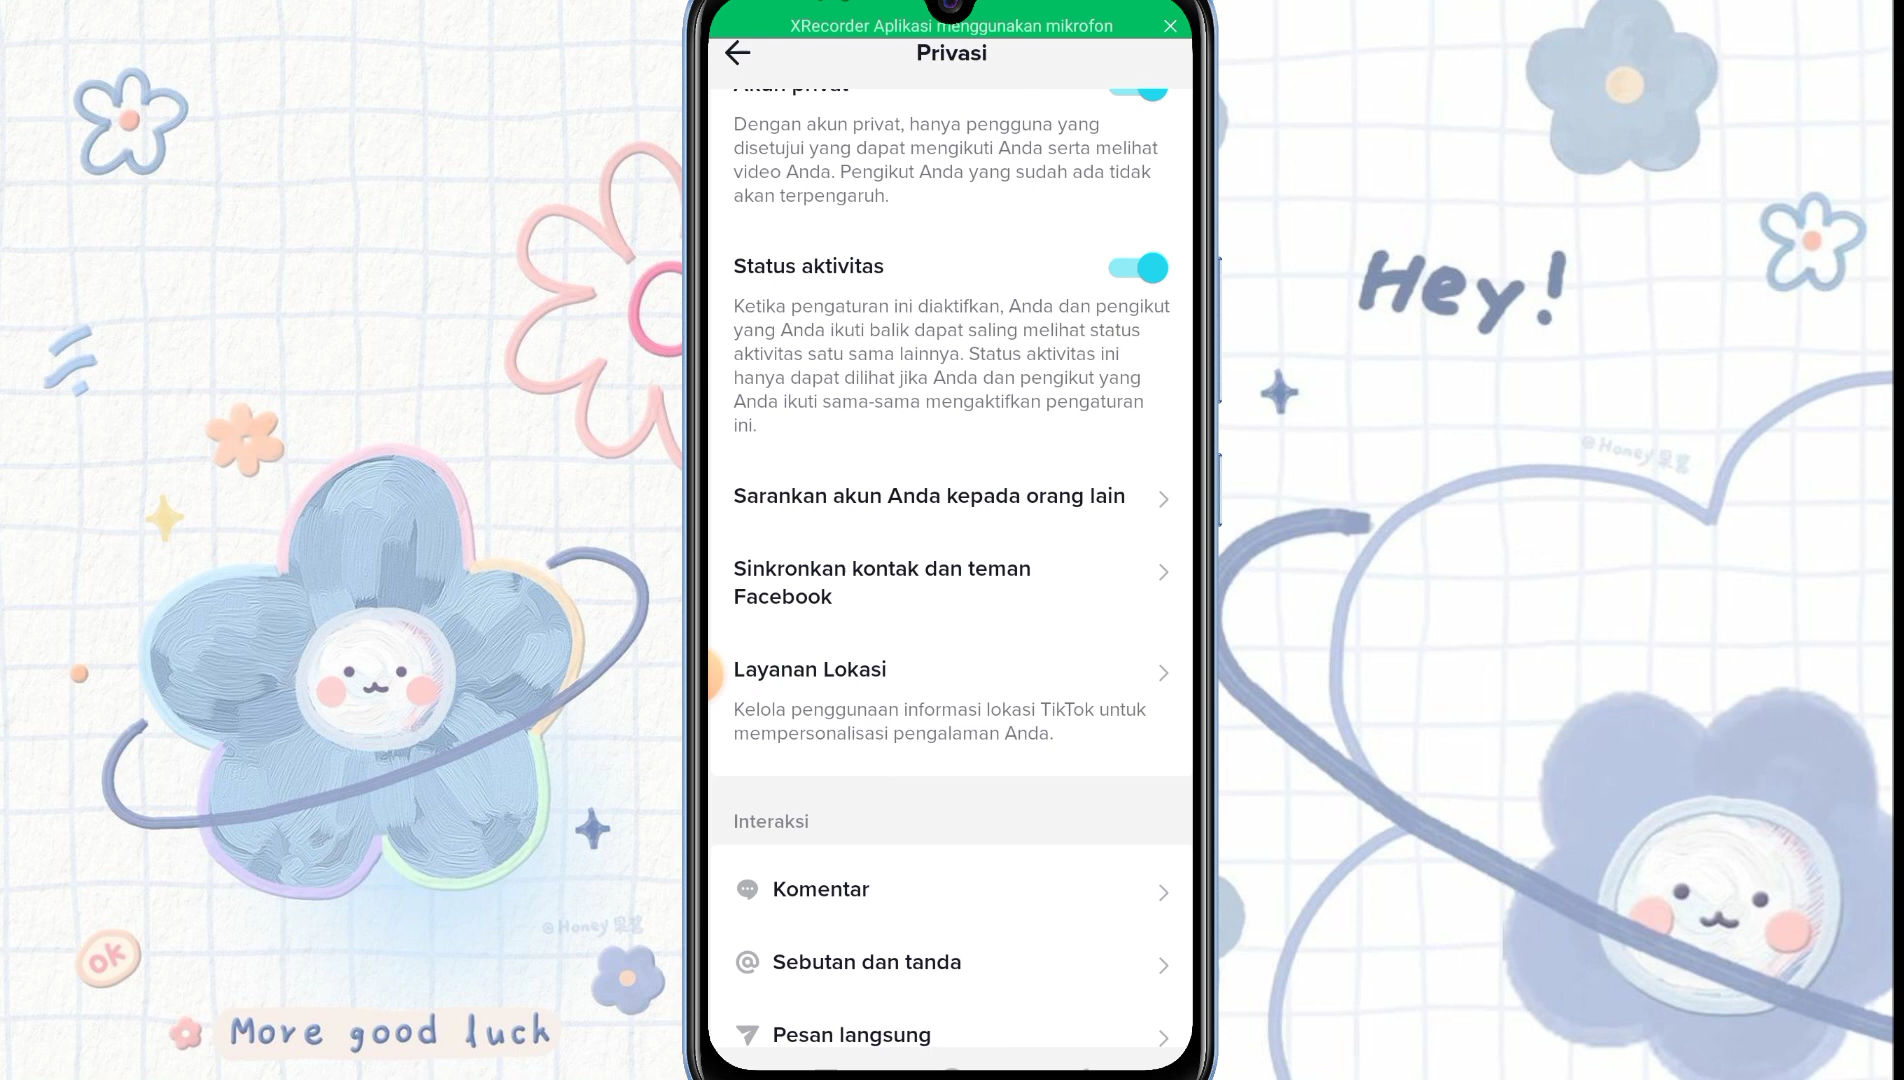 XRecorder Aplikasi menggunakan mikrofon
Privasi
Akun privat
Dengan akun privat, hanya pengguna yang
disetujui yang dapat mengikuti Anda serta melihat
video Anda. Pengikut Anda yang sudah ada tidak
akan terpengaruh.
Status aktivitas
Ketika pengaturan ini diaktifkan, Anda dan pengikut
yang Anda ikuti balik dapat saling melihat status
aktivitas satu sama lainnya. Status aktivitas ini
hanya dapat dilihat jika Anda dan pengikut yang
Anda ikuti sama-sama mengaktifkan pengaturan
ini.
Sarankan akun Anda kepada orang lain
Sinkronkan kontak dan teman
Facebook
Layanan Lokasi
Kelola penggunaan informasi lokasi TikTok untuk
mempersonalisasi pengalaman Anda.
Interaksi
Komentar
Sebutan dan tanda
Pesan langsung
Hey!
@Honey
@Honey
OK
More good luck